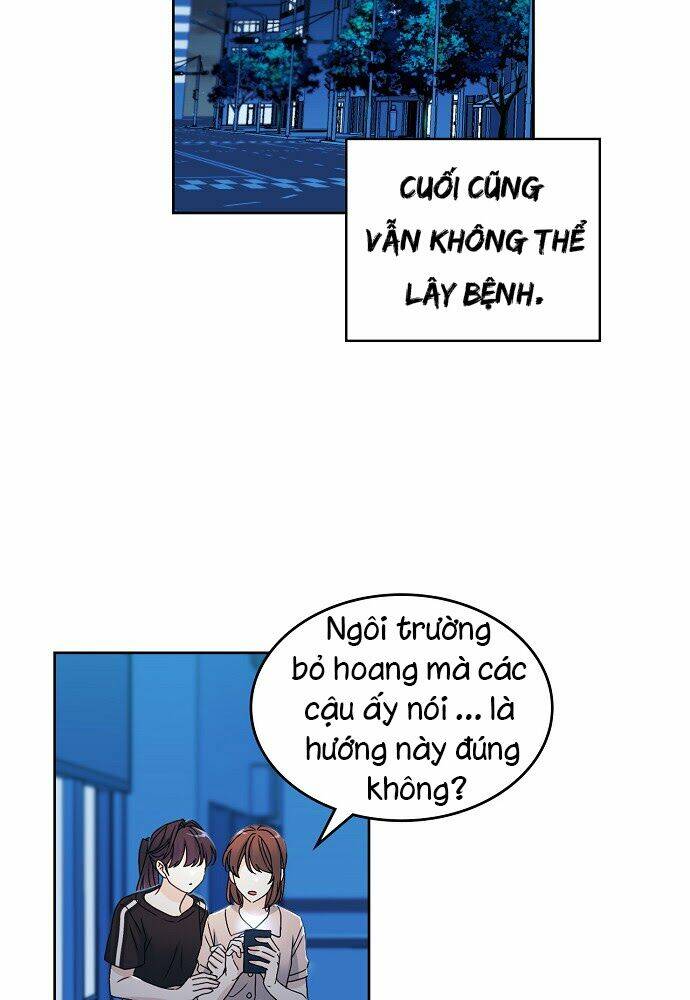 CUỐI CŨNG
VẪN KHÔNG THỂ
LÂY BỆNH.
Ngôi trường
bỏ hoang mà các
cậu ấy nói ... là
hướng này đúng
không?